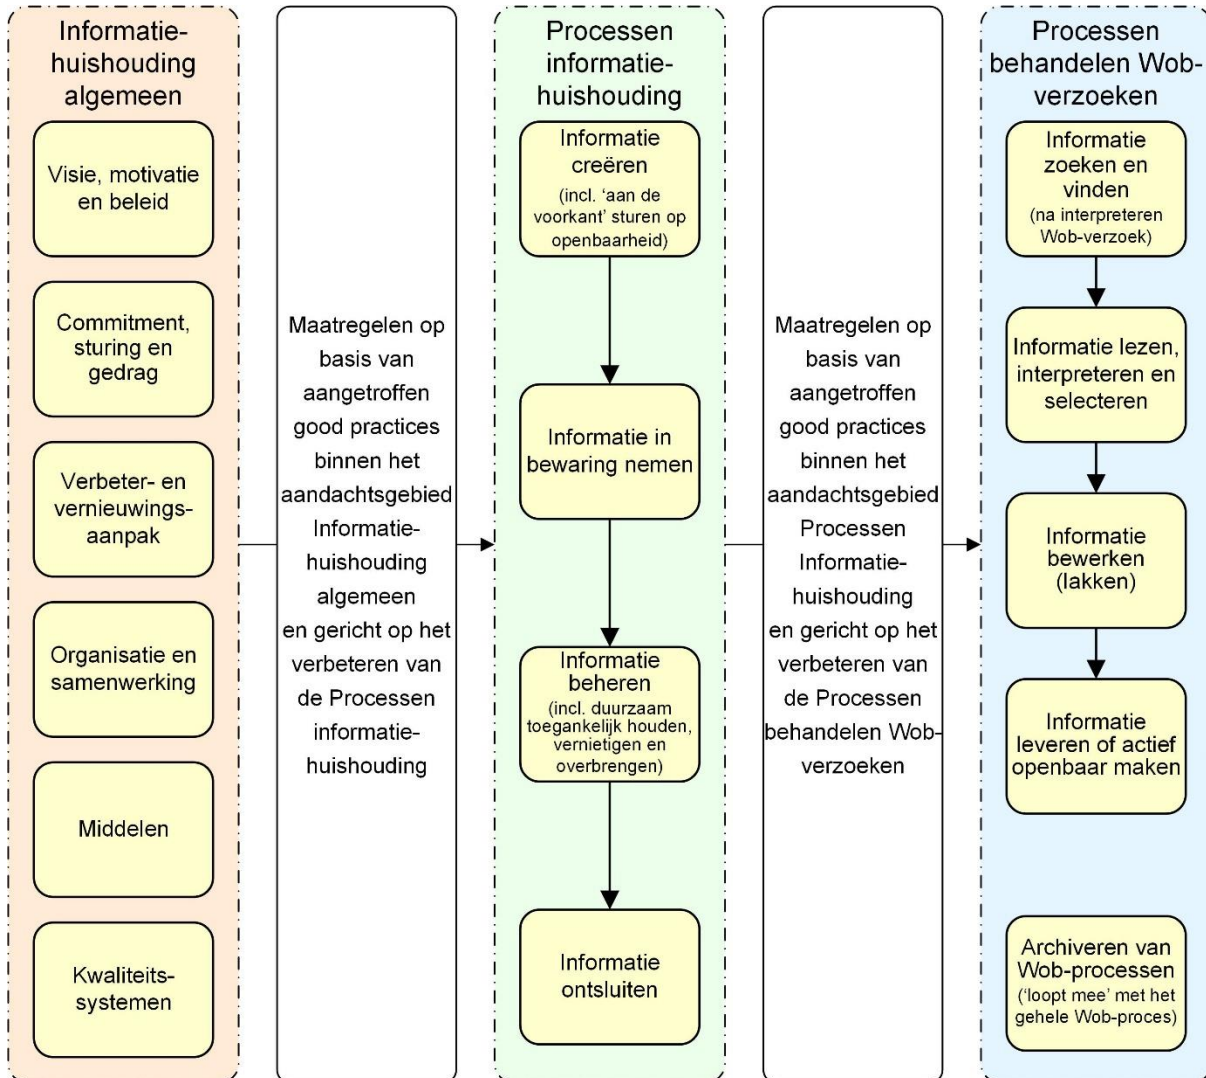 Informatie-
huishouding
algemeen
Visie, motivatie
en beleid
Commitment,
sturing en
gedrag
Verbeter- en
vernieuwings-
aanpak
Organisatie en
samenwerking
Middelen
Kwaliteits-
systemen
Maatregelen op
basis van
aangetroffen
good practices
binnen het
aandachtsgebied
Informatie-
huishouding
algemeen
en gericht op het
verbeteren van
de Processen
informatie-
huishouding
Processen
informatie-
huishouding
Informatie
creëren
(incl. ‘aan de
voorkant’ sturen op
openbaarheid)
Informatie in
bewaring nemen
Informatie
beheren
(incl. duurzaam
toegankelijk houden,
vernietigen en
overbrengen)
Informatie
ontsluiten
Maatregelen op
basis van
aangetroffen
good practices
binnen het
aandachtsgebied
Processen
Informatie-
huishouding
en gericht op het
verbeteren van
de Processen
behandelen Wob-
verzoeken
Processen
behandelen Wob-
verzoeken
Informatie
zoeken en
vinden
(na interpreteren
Wob-verzoek)
Informatie lezen,
interpreteren en
selecteren
Informatie
bewerken
(lakken)
Informatie
leveren of actief
openbaar maken
Archiveren van
Wob-processen
(‘loopt mee’ met het
gehele Wob-proces)